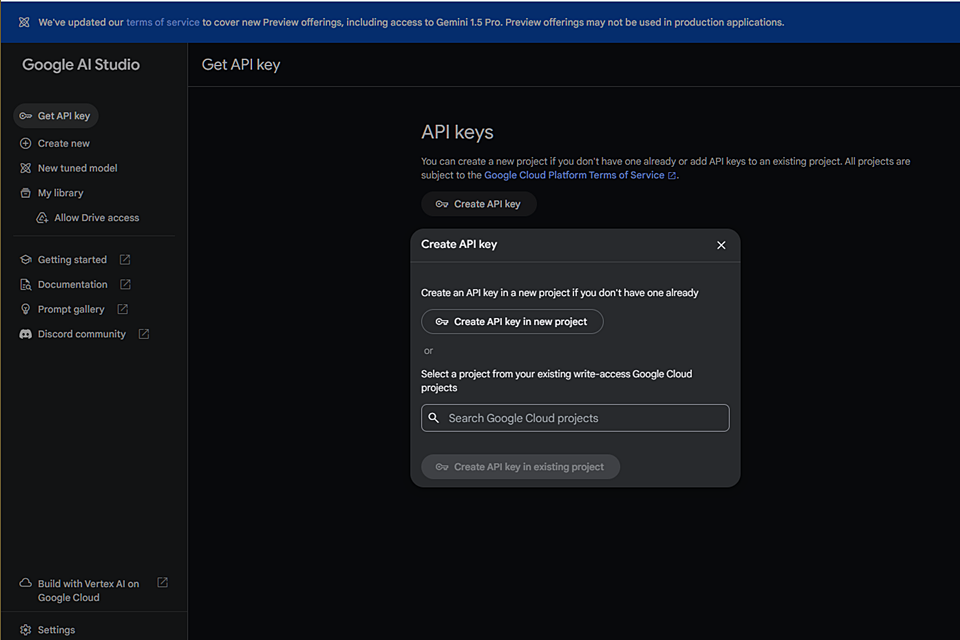 We've updated our terms of service to cover new Preview offerings, including access to Gemini 1.5 Pro. Preview offerings may not be used in production applications.
Google AI Studio
Get API key
Get API key
Create new
New tuned model
My library
Allow Drive access
Getting started
Documentation
Prompt gallery
Discord community
Build with Vertex AI on
Google Cloud
Settings
API keys
You can create a new project if you don't have one already or add API keys to an existing project. All projects are
subject to the Google Cloud Platform Terms of Service.
Create API key
Create API key
Create an API key in a new project if you don't have one already
Create API key in new project
or
Select a project from your existing write-access Google Cloud
projects
Search Google Cloud projects
Create API key in existing project